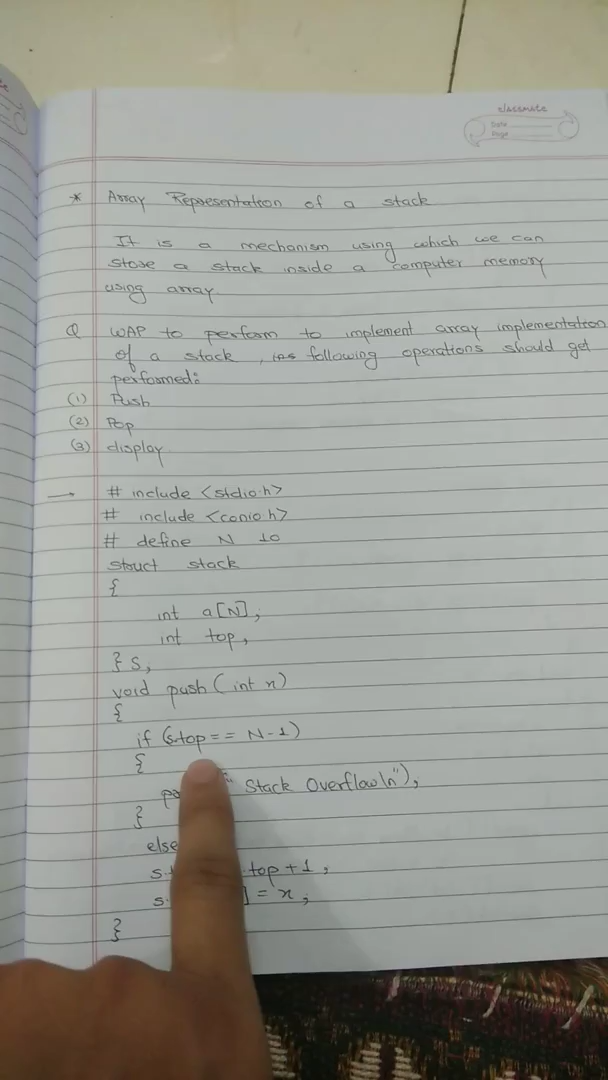 classmate
Date
Page
* Array Representation of a stack
It is a mechanism using which we can
store a stack inside a computer memory
using array
Q WAP to perform to implement array implementation
of a stack, following operations should get
performed:
(1) Push
(2) Pop
(3) display
→ # include <stdio.h>
# include <conio.h>
# define N 10
struct stack
{
int a[N];
int top;
} S;
void push (int x)
{
if (s.top == N-1)
{
Stack Overflow\n");
}
else
s. top + 1;
s. ] = x;
}